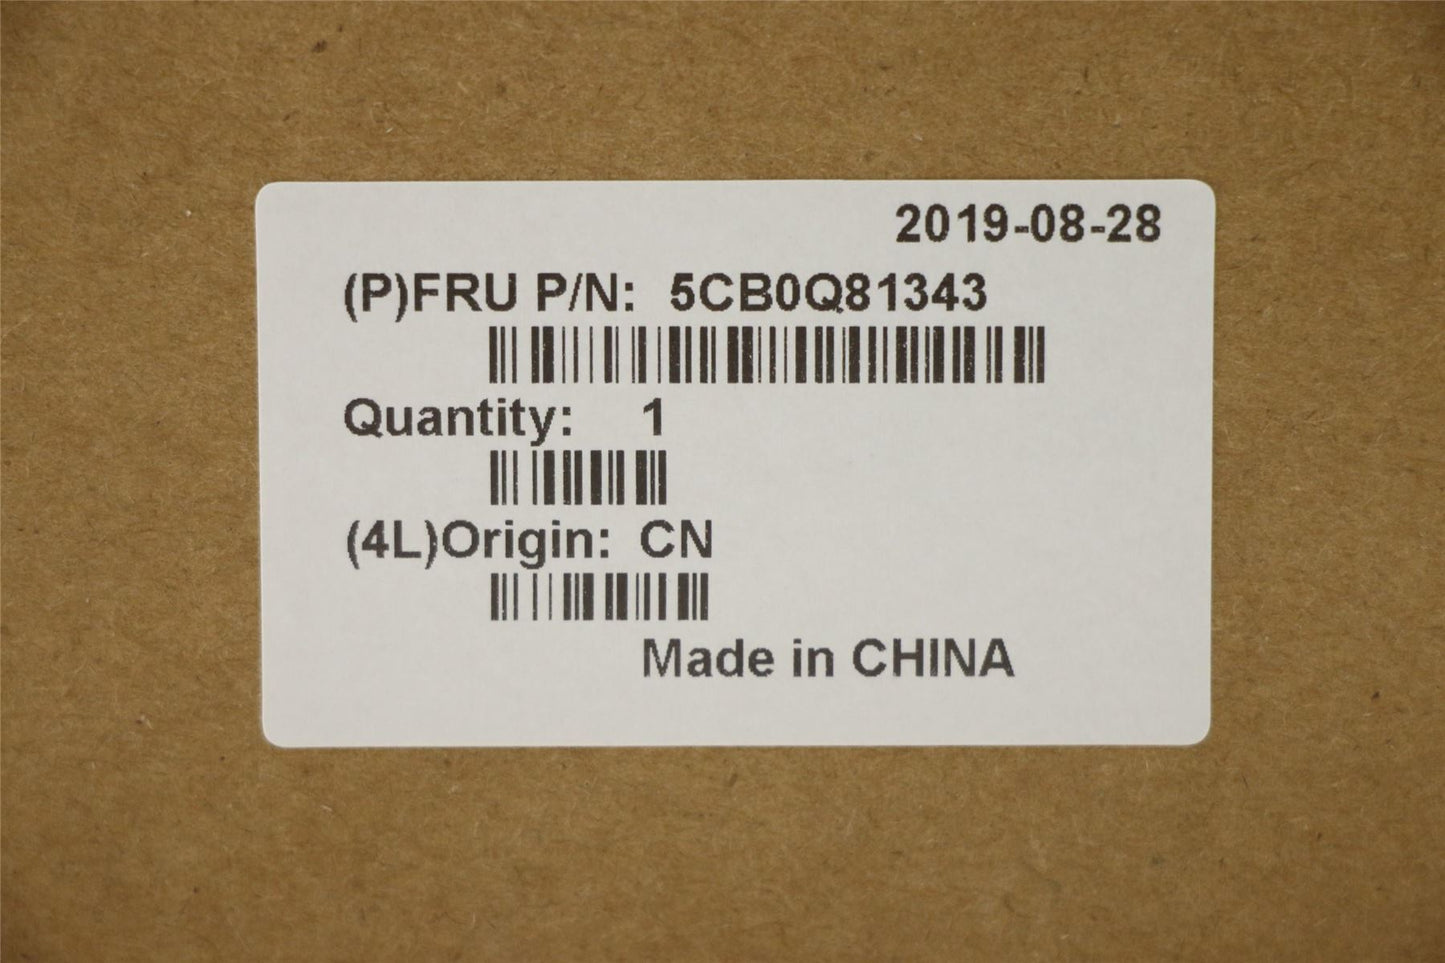 2019-08-28
(P)FRU P/N: 5CB0Q81343
Quantity: 1
(4L)Origin: CN
Made in CHINA